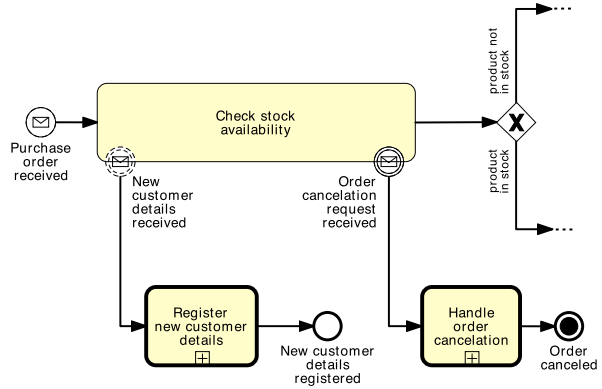 product not
in stock
Check stock
availability
Purchase
order
received
product
in stock
New
customer
details
received
Order
cancelation
request
received
Register
new customer
details
Handle
order
cancelation
New customer
details
registered
Order
canceled